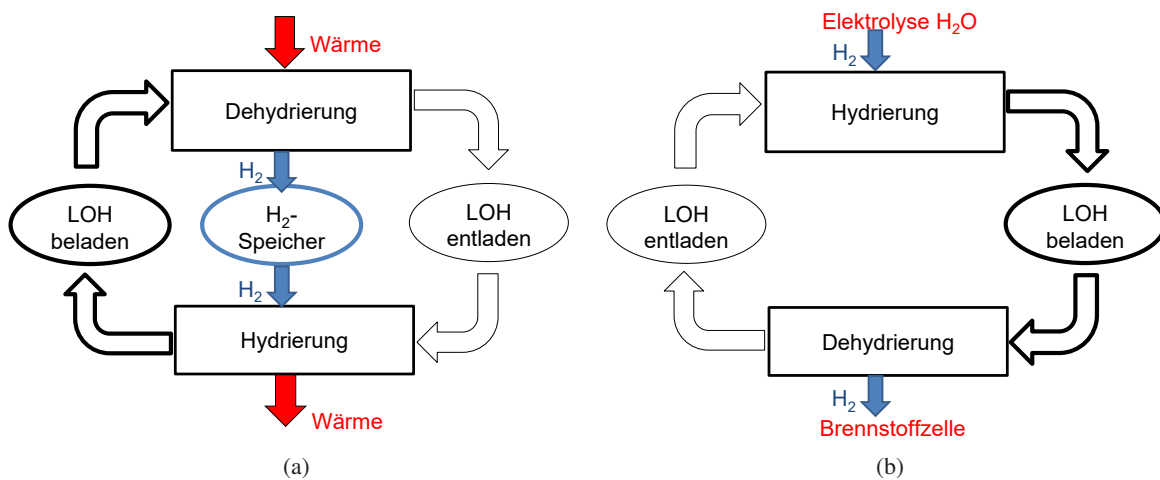 Wärme
Dehydrierung
H₂
LOH
beladen
H₂-
Speicher
LOH
entladen
H₂
Hydrierung
Wärme
(a)
Elektrolyse H₂O
H₂
Hydrierung
LOH
entladen
LOH
beladen
Dehydrierung
H₂
Brennstoffzelle
(b)